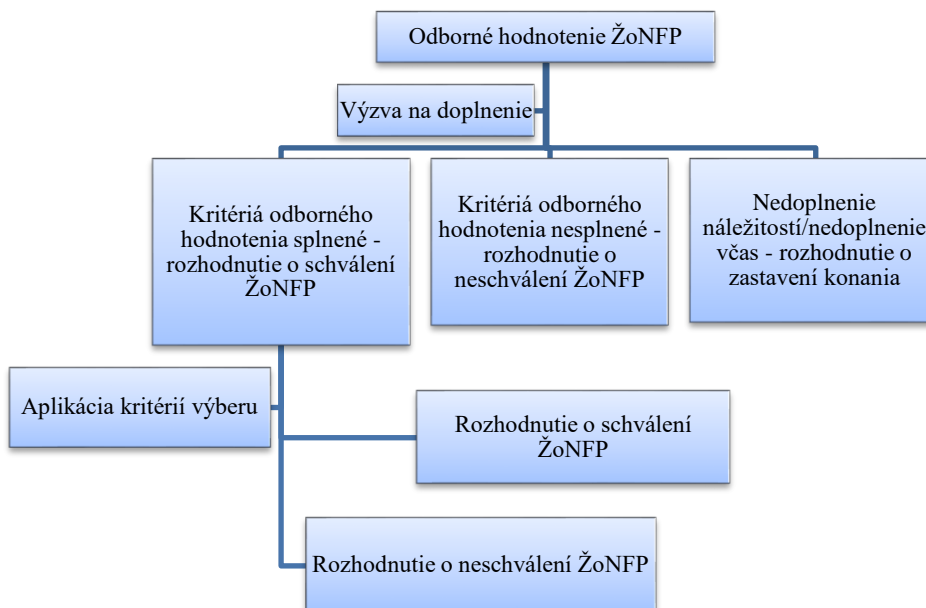 Odborné hodnotenie ŽoNFP
Výzva na doplnenie
Kritériá odborného
hodnotenia splnené -
rozhodnutie o schválení
ŽoNFP
Kritériá odborného
hodnotenia nesplnené -
rozhodnutie o
neschválení ŽoNFP
Nedoplnenie
náležitostí/nedoplnenie
včas - rozhodnutie o
zastavení konania
Aplikácia kritérií výberu
Rozhodnutie o schválení
ŽoNFP
Rozhodnutie o neschválení ŽoNFP